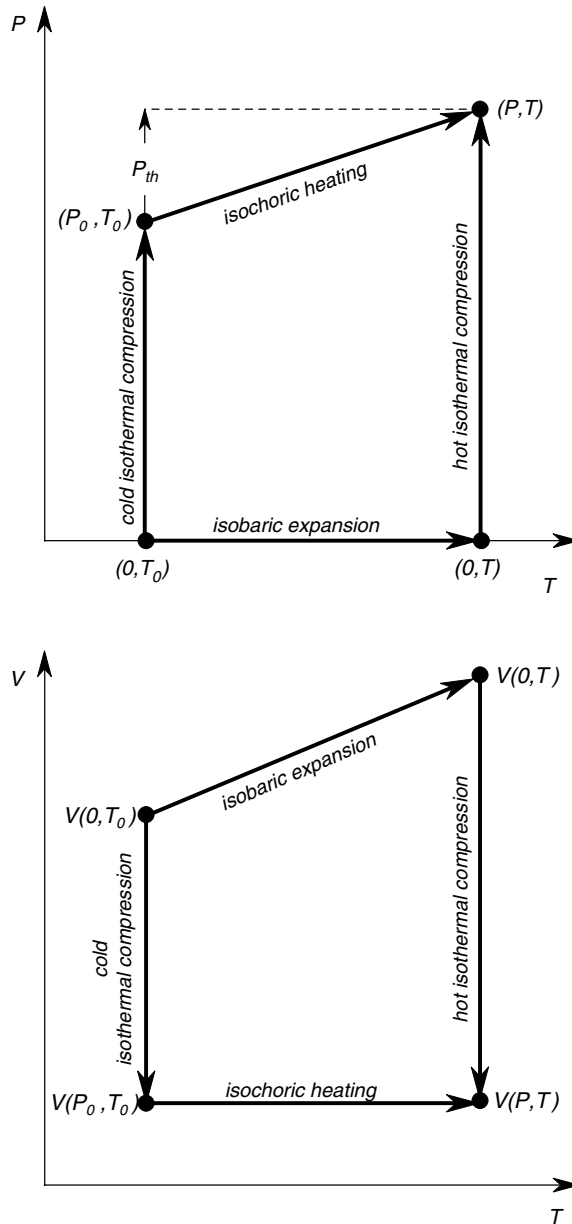 P
(P,T)
P_th
isochoric heating
(P_0 ,T_0)
cold isothermal compression
hot isothermal compression
isobaric expansion
(0,T_0)
(0,T)
T
V
V(0,T)
isobaric expansion
V(0,T_0)
cold
isothermal compression
hot isothermal compression
isochoric heating
V(P_0 ,T_0)
V(P,T)
T